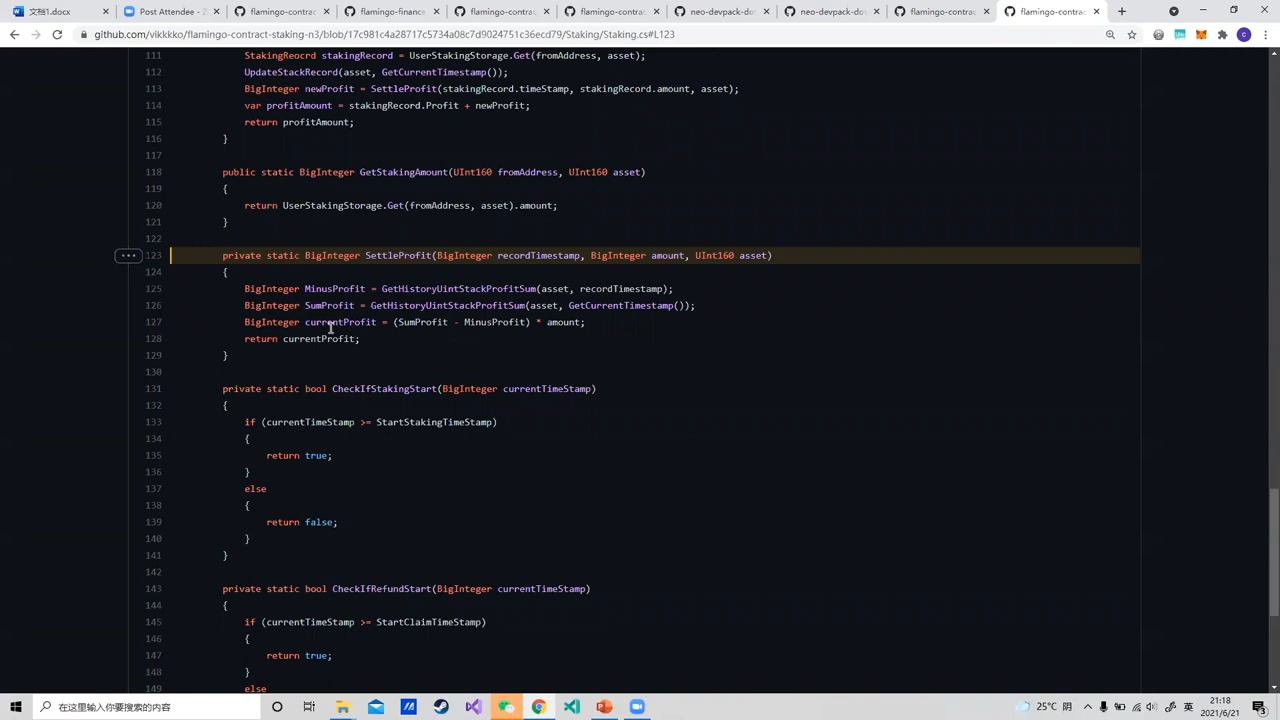 文档1.docx
Post Attendee - Z
flamingo-contrac
flamingo-finance
flamingo-contrac
flamingo-contrac
neo-devpack-dot
neo-devpack-dot
flamingo-contrac
flamingo-contrac
github.com/vikkkko/flamingo-contract-staking-n3/blob/17c981c4a28717c5734a08c7d9024751c36ecd79/Staking/Staking.cs#L123
111 StakingReocrd stakingRecord = UserStakingStorage.Get(fromAddress, asset);
112 UpdateStackRecord(asset, GetCurrentTimestamp());
113 BigInteger newProfit = SettleProfit(stakingRecord.timeStamp, stakingRecord.amount, asset);
114 var profitAmount = stakingRecord.Profit + newProfit;
115 return profitAmount;
116 }
117
118 public static BigInteger GetStakingAmount(UInt160 fromAddress, UInt160 asset)
119 {
120 return UserStakingStorage.Get(fromAddress, asset).amount;
121 }
122
123 private static BigInteger SettleProfit(BigInteger recordTimestamp, BigInteger amount, UInt160 asset)
124 {
125 BigInteger MinusProfit = GetHistoryUintStackProfitSum(asset, recordTimestamp);
126 BigInteger SumProfit = GetHistoryUintStackProfitSum(asset, GetCurrentTimestamp());
127 BigInteger currentProfit = (SumProfit - MinusProfit) * amount;
128 return currentProfit;
129 }
130
131 private static bool CheckIfStakingStart(BigInteger currentTimeStamp)
132 {
133 if (currentTimeStamp >= StartStakingTimeStamp)
134 {
135 return true;
136 }
137 else
138 {
139 return false;
140 }
141 }
142
143 private static bool CheckIfRefundStart(BigInteger currentTimeStamp)
144 {
145 if (currentTimeStamp >= StartClaimTimeStamp)
146 {
147 return true;
148 }
149 else
在这里输入你要搜索的内容
25°C 阴
英
21:18
2021/6/21